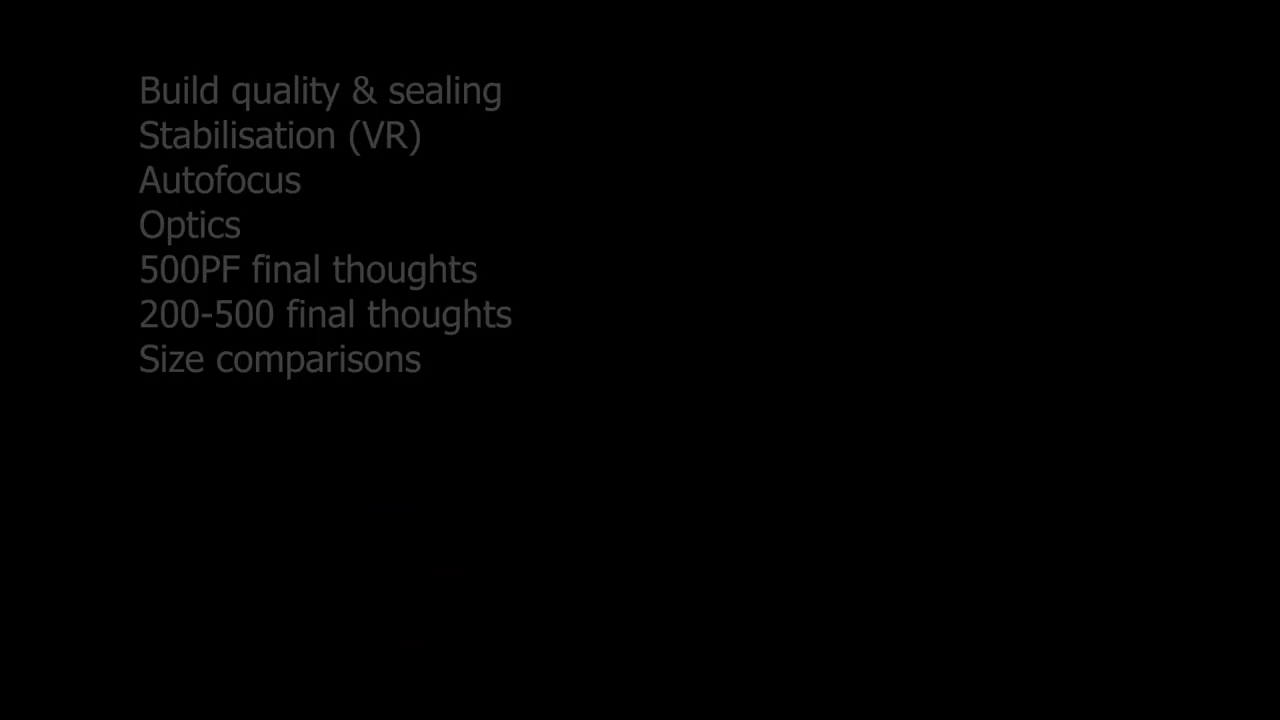 Build quality & sealing
Stabilisation (VR)
Autofocus
Optics
500PF final thoughts
200-500 final thoughts
Size comparisons